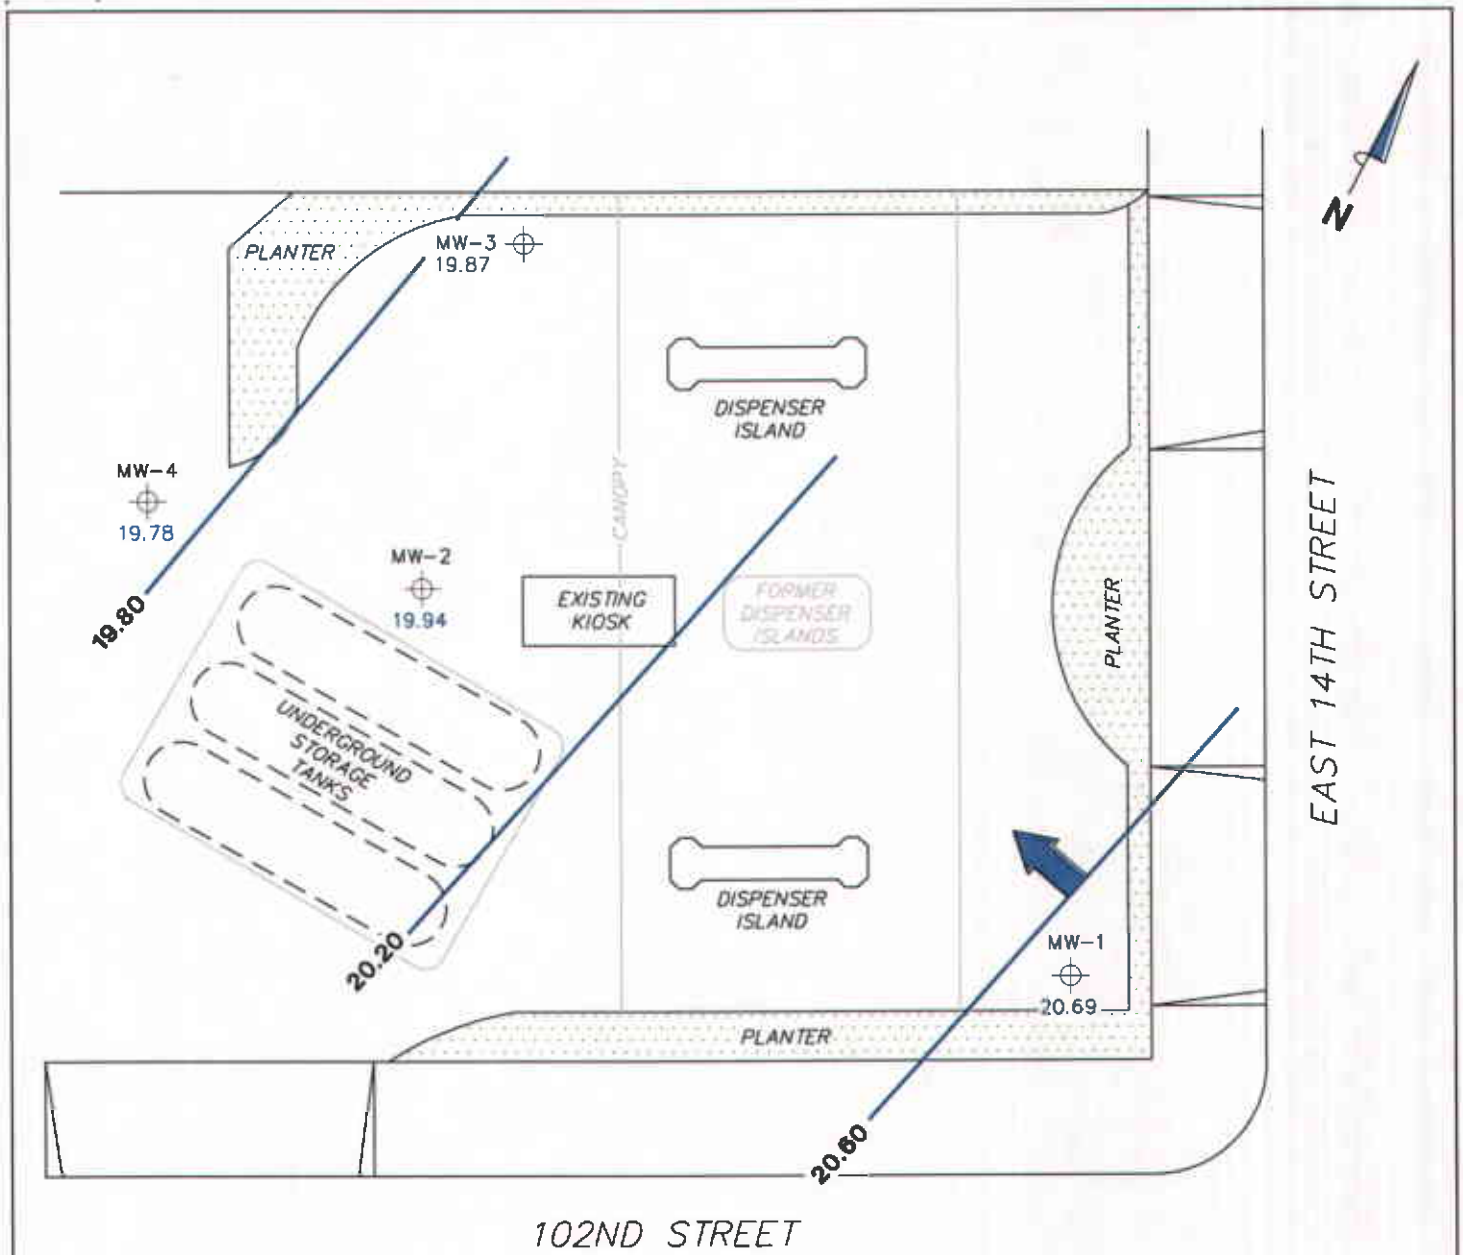 N
PLANTER
MW-3
19.87
DISPENSER
ISLAND
MW-4
19.78
CANOPY
MW-2
19.94
19.80
EXISTING
KIOSK
FORMER
DISPENSER
ISLANDS
PLANTER
EAST 14TH STREET
UNDERGROUND
STORAGE
TANKS
DISPENSER
ISLAND
20.20
MW-1
20.69
PLANTER
20.60
102ND STREET